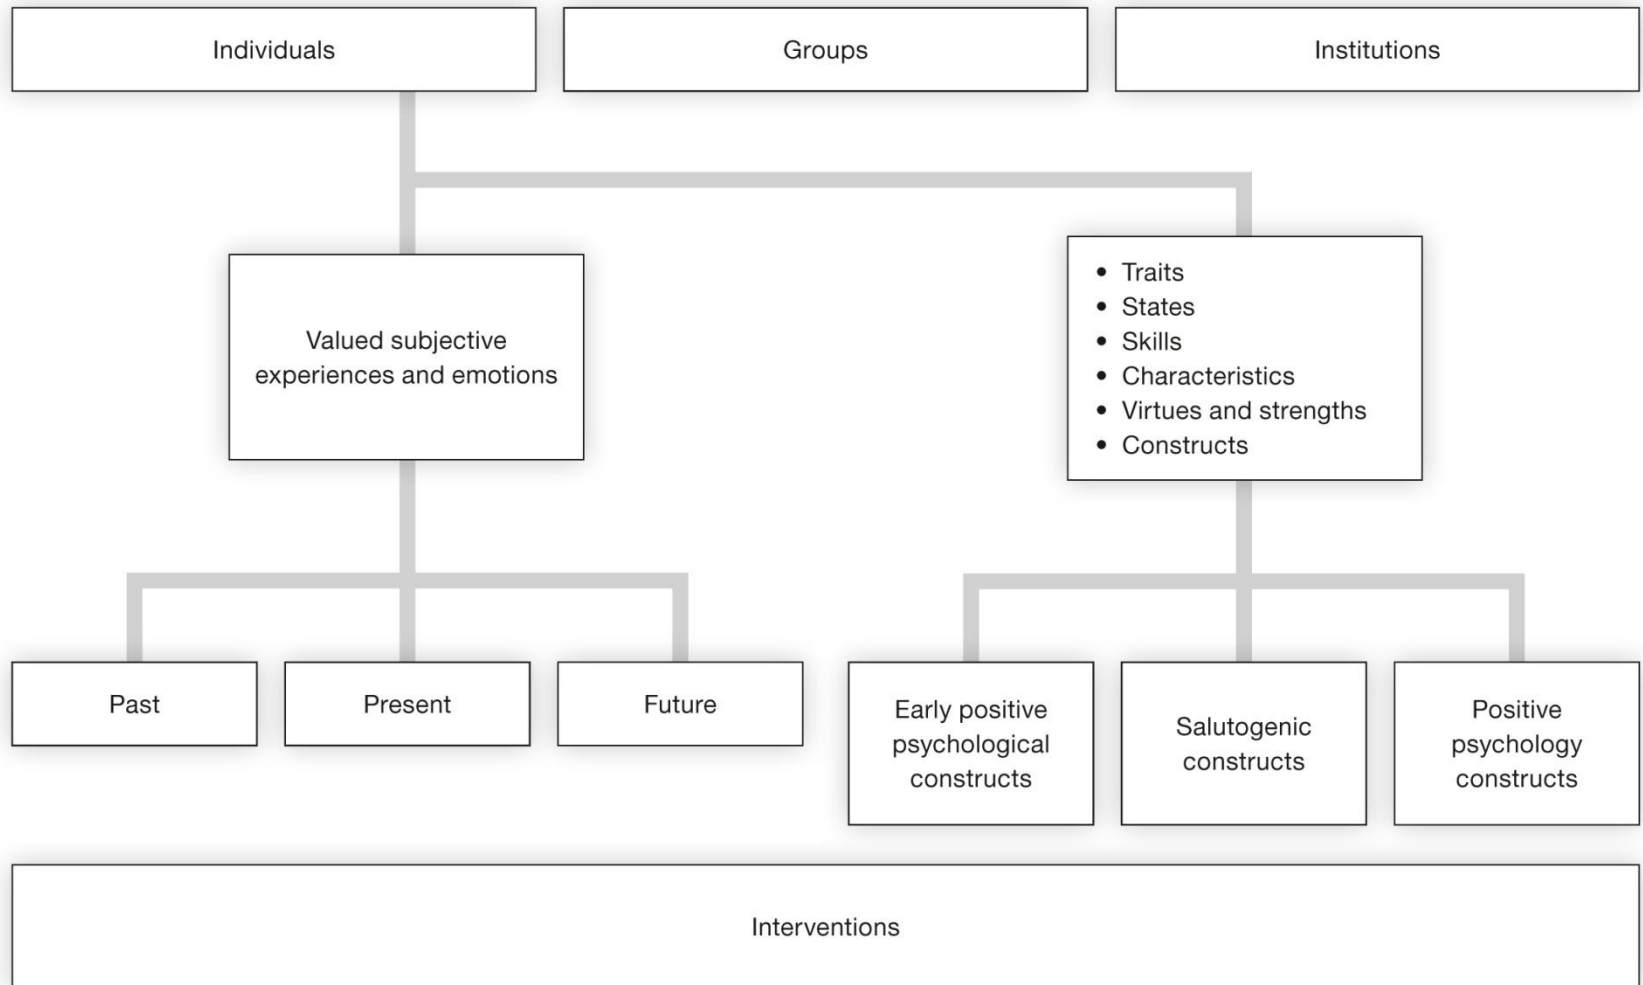 Individuals
Groups
Institutions
Valued subjective
experiences and emotions
• Traits
• States
• Skills
• Characteristics
• Virtues and strengths
• Constructs
Past
Present
Future
Early positive
psychological
constructs
Salutogenic
constructs
Positive
psychology
constructs
Interventions